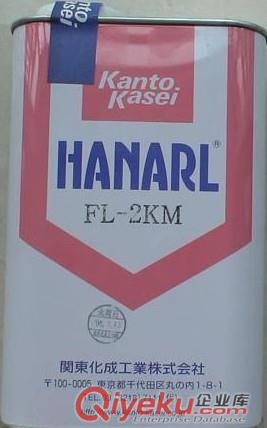 Kanto
Kasei
Kanto
Kasei
HANARL®
FL-2KM
関東化成工業株式会社
〒100-0005 東京都千代田区丸の内1-8-1
Qiyeku.com 企业库
Enterprise Database